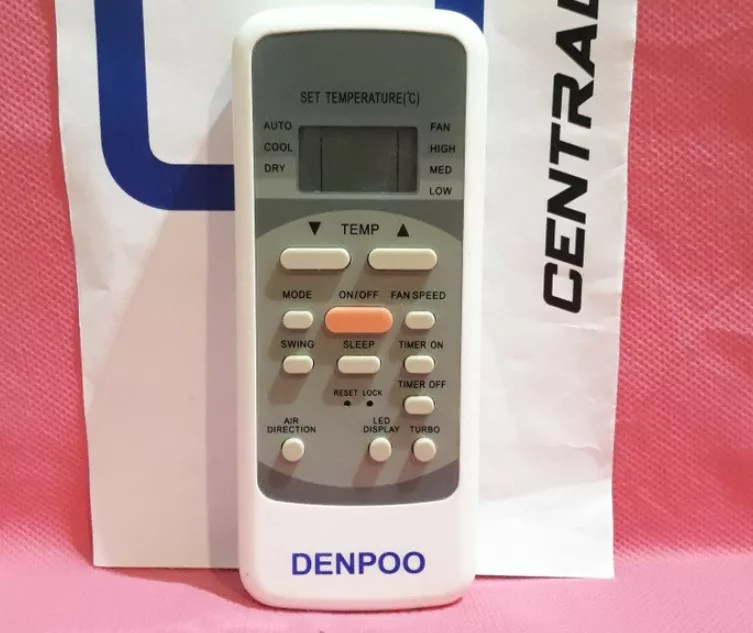 CENTRAL
SET TEMPERATURE(℃)
AUTO
COOL
DRY
FAN
HIGH
MED
LOW
▼ TEMP ▲
MODE ON/OFF FAN SPEED
SWING SLEEP TIMER ON
RESET LOCK
TIMER OFF
AIR
DIRECTION
LED
DISPLAY
TURBO
DENPOO